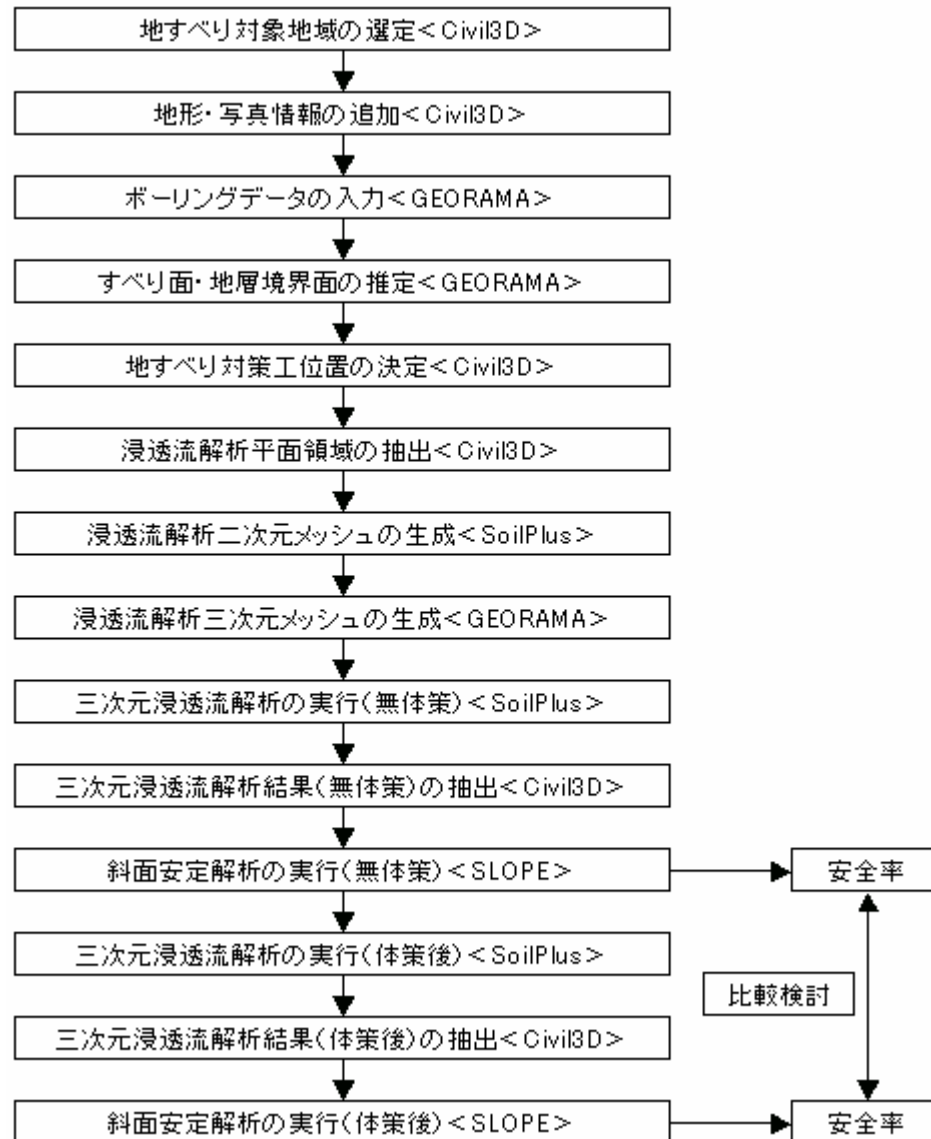 地すべり対象地域の選定<Civil3D>
地形・写真情報の追加<Civil3D>
ボーリングデータの入力<GEORAMA>
すべり面・地層境界面の推定<GEORAMA>
地すべり対策工位置の決定<Civil3D>
浸透流解析平面領域の抽出<Civil3D>
浸透流解析二次元メッシュの生成<SoilPlus>
浸透流解析三次元メッシュの生成<GEORAMA>
三次元浸透流解析の実行(無体策)<SoilPlus>
三次元浸透流解析結果(無体策)の抽出<Civil3D>
斜面安定解析の実行(無体策)<SLOPE>
安全率
三次元浸透流解析の実行(体策後)<SoilPlus>
比較検討
三次元浸透流解析結果(体策後)の抽出<Civil3D>
斜面安定解析の実行(体策後)<SLOPE>
安全率